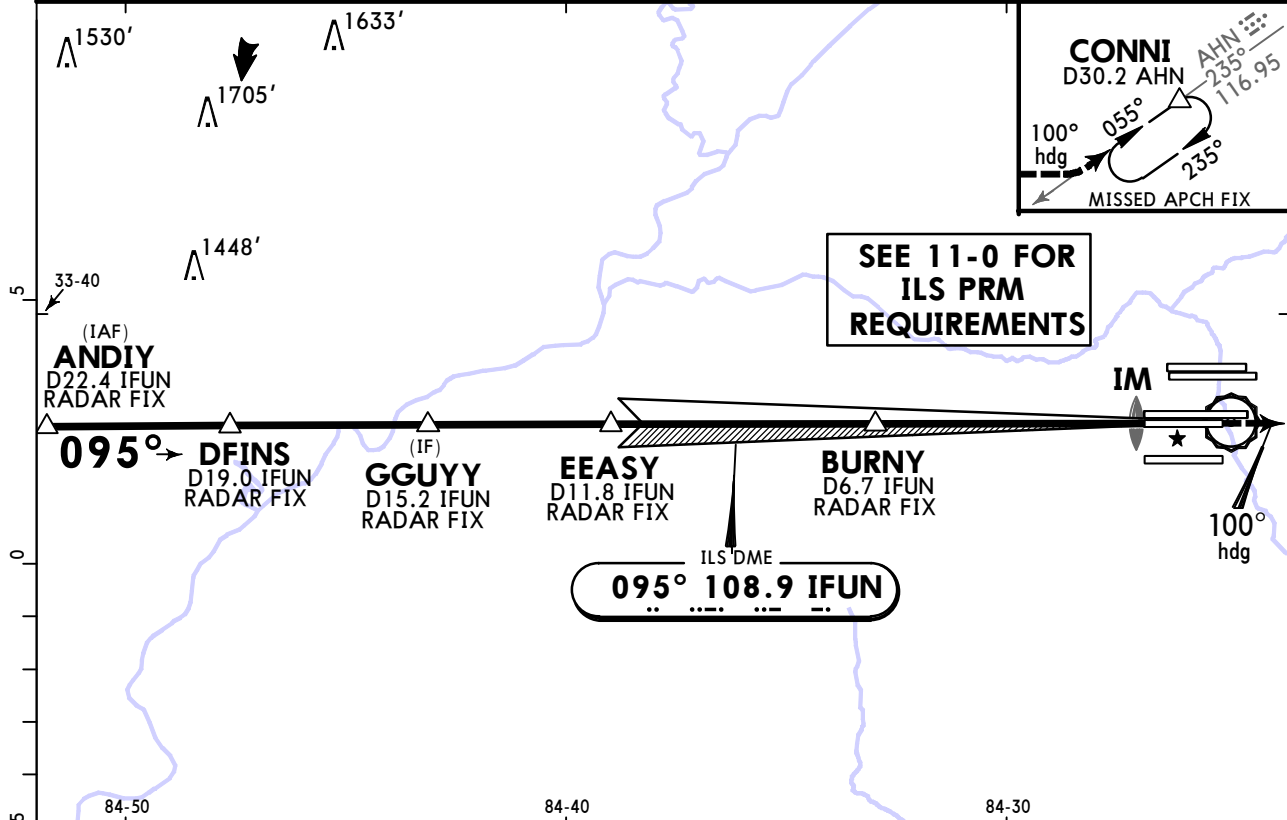 1530'
1633'
1705'
1448'
CONNI
D30.2 AHN
AHN
235°
116.95
055°
100°
hdg
235°
MISSED APCH FIX
SEE 11-0 FOR
ILS PRM
REQUIREMENTS
5
33-40
(IAF)
ANDIY
D22.4 IFUN
RADAR FIX
095°
DFINS
D19.0 IFUN
RADAR FIX
(IF)
GGUYY
D15.2 IFUN
RADAR FIX
EEASY
D11.8 IFUN
RADAR FIX
BURNY
D6.7 IFUN
RADAR FIX
IM
100°
hdg
ILS DME
095° 108.9 IFUN
0
5
84-50
84-40
84-30